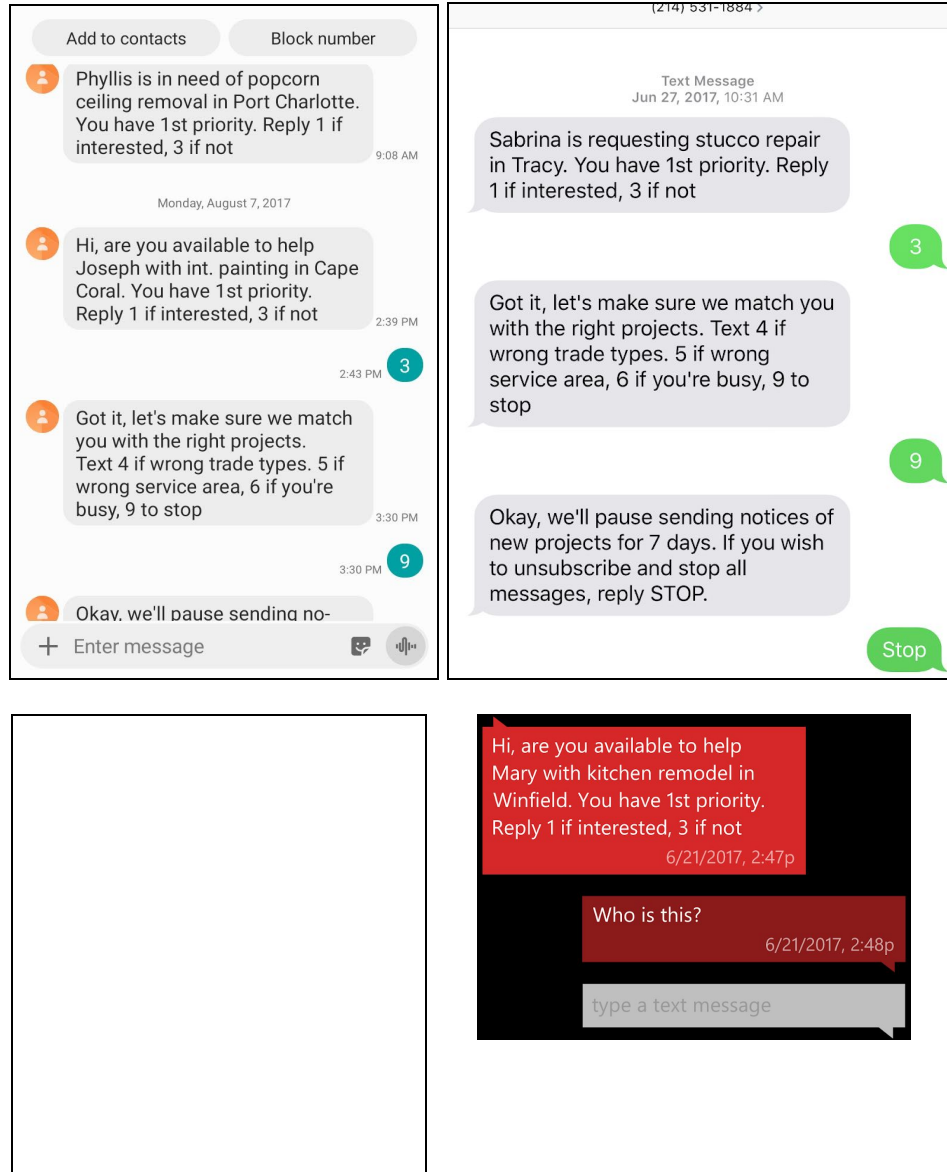 Add to contacts
Block number
Phyllis is in need of popcorn
ceiling removal in Port Charlotte.
You have 1st priority. Reply 1 if
interested, 3 if not
9:08 AM
Monday, August 7, 2017
Hi, are you available to help
Joseph with int. painting in Cape
Coral. You have 1st priority.
Reply 1 if interested, 3 if not
2:39 PM
2:43 PM
3
Got it, let's make sure we match
you with the right projects.
Text 4 if wrong trade types. 5 if
wrong service area, 6 if you're
busy, 9 to stop
3:30 PM
3:30 PM
9
Okay, we'll pause sending no-
Enter message
(214) 531-1884 >
Text Message
Jun 27, 2017, 10:31 AM
Sabrina is requesting stucco repair
in Tracy. You have 1st priority. Reply
1 if interested, 3 if not
3
Got it, let's make sure we match you
with the right projects. Text 4 if
wrong trade types. 5 if wrong
service area, 6 if you're busy, 9 to
stop
9
Okay, we'll pause sending notices of
new projects for 7 days. If you wish
to unsubscribe and stop all
messages, reply STOP.
Stop
Hi, are you available to help
Mary with kitchen remodel in
Winfield. You have 1st priority.
Reply 1 if interested, 3 if not
6/21/2017, 2:47p
Who is this?
6/21/2017, 2:48p
type a text message